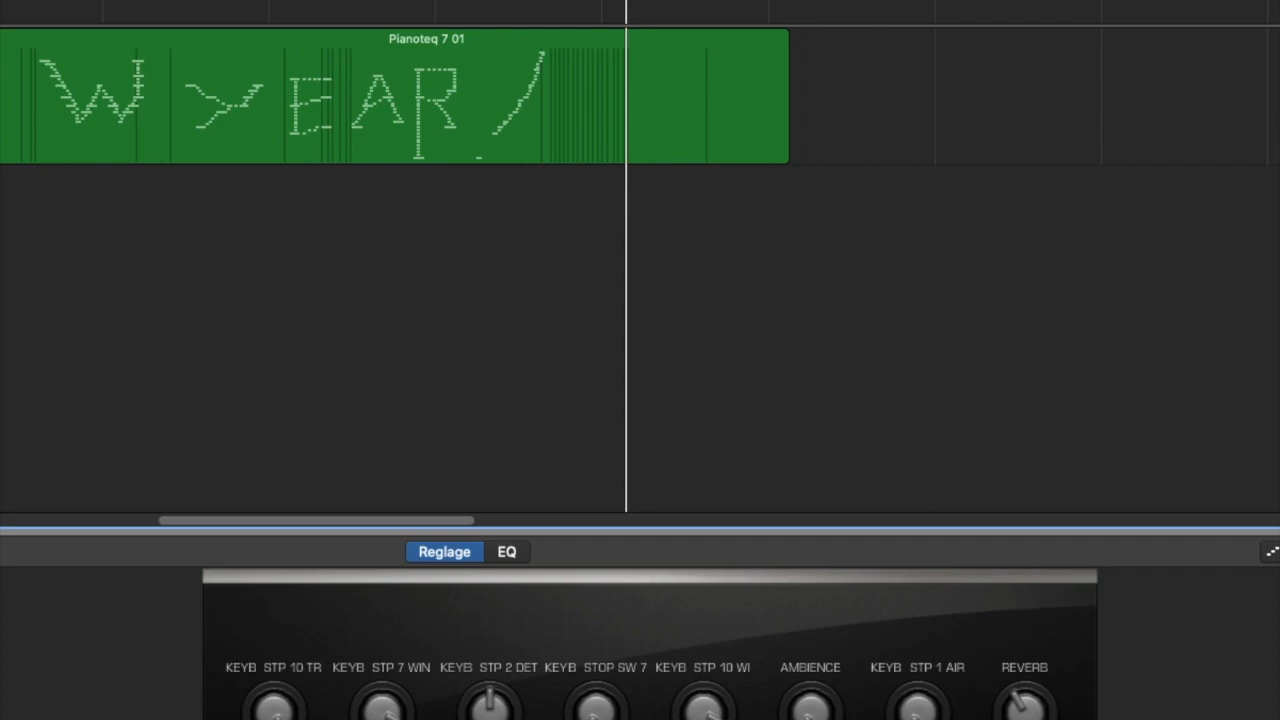 Pianoteq 7 01
W YEAR !
Reglage EQ
KEYB STP 10 TR KEYB STP 7 WIN KEYB STP 2 DET KEYB STOP SW 7 KEYB STP 10 WI AMBIENCE KEYB STP 1 AIR REVERB